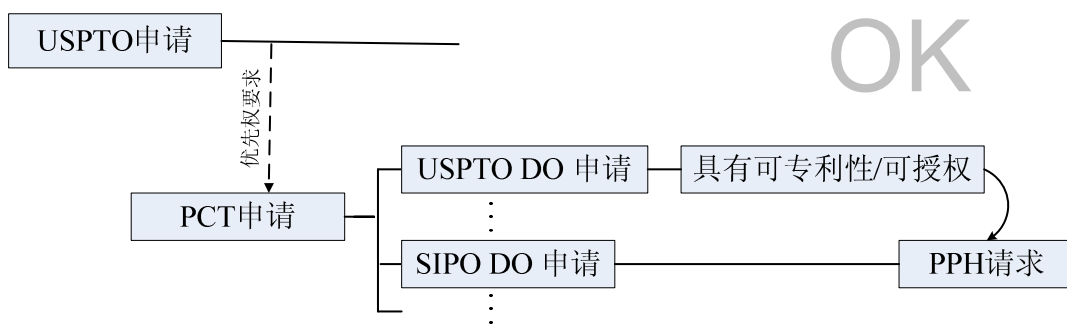 USPTO申请
OK
优先权要求
USPTO DO 申请
具有可专利性/可授权
PCT申请
SIPO DO 申请
PPH请求